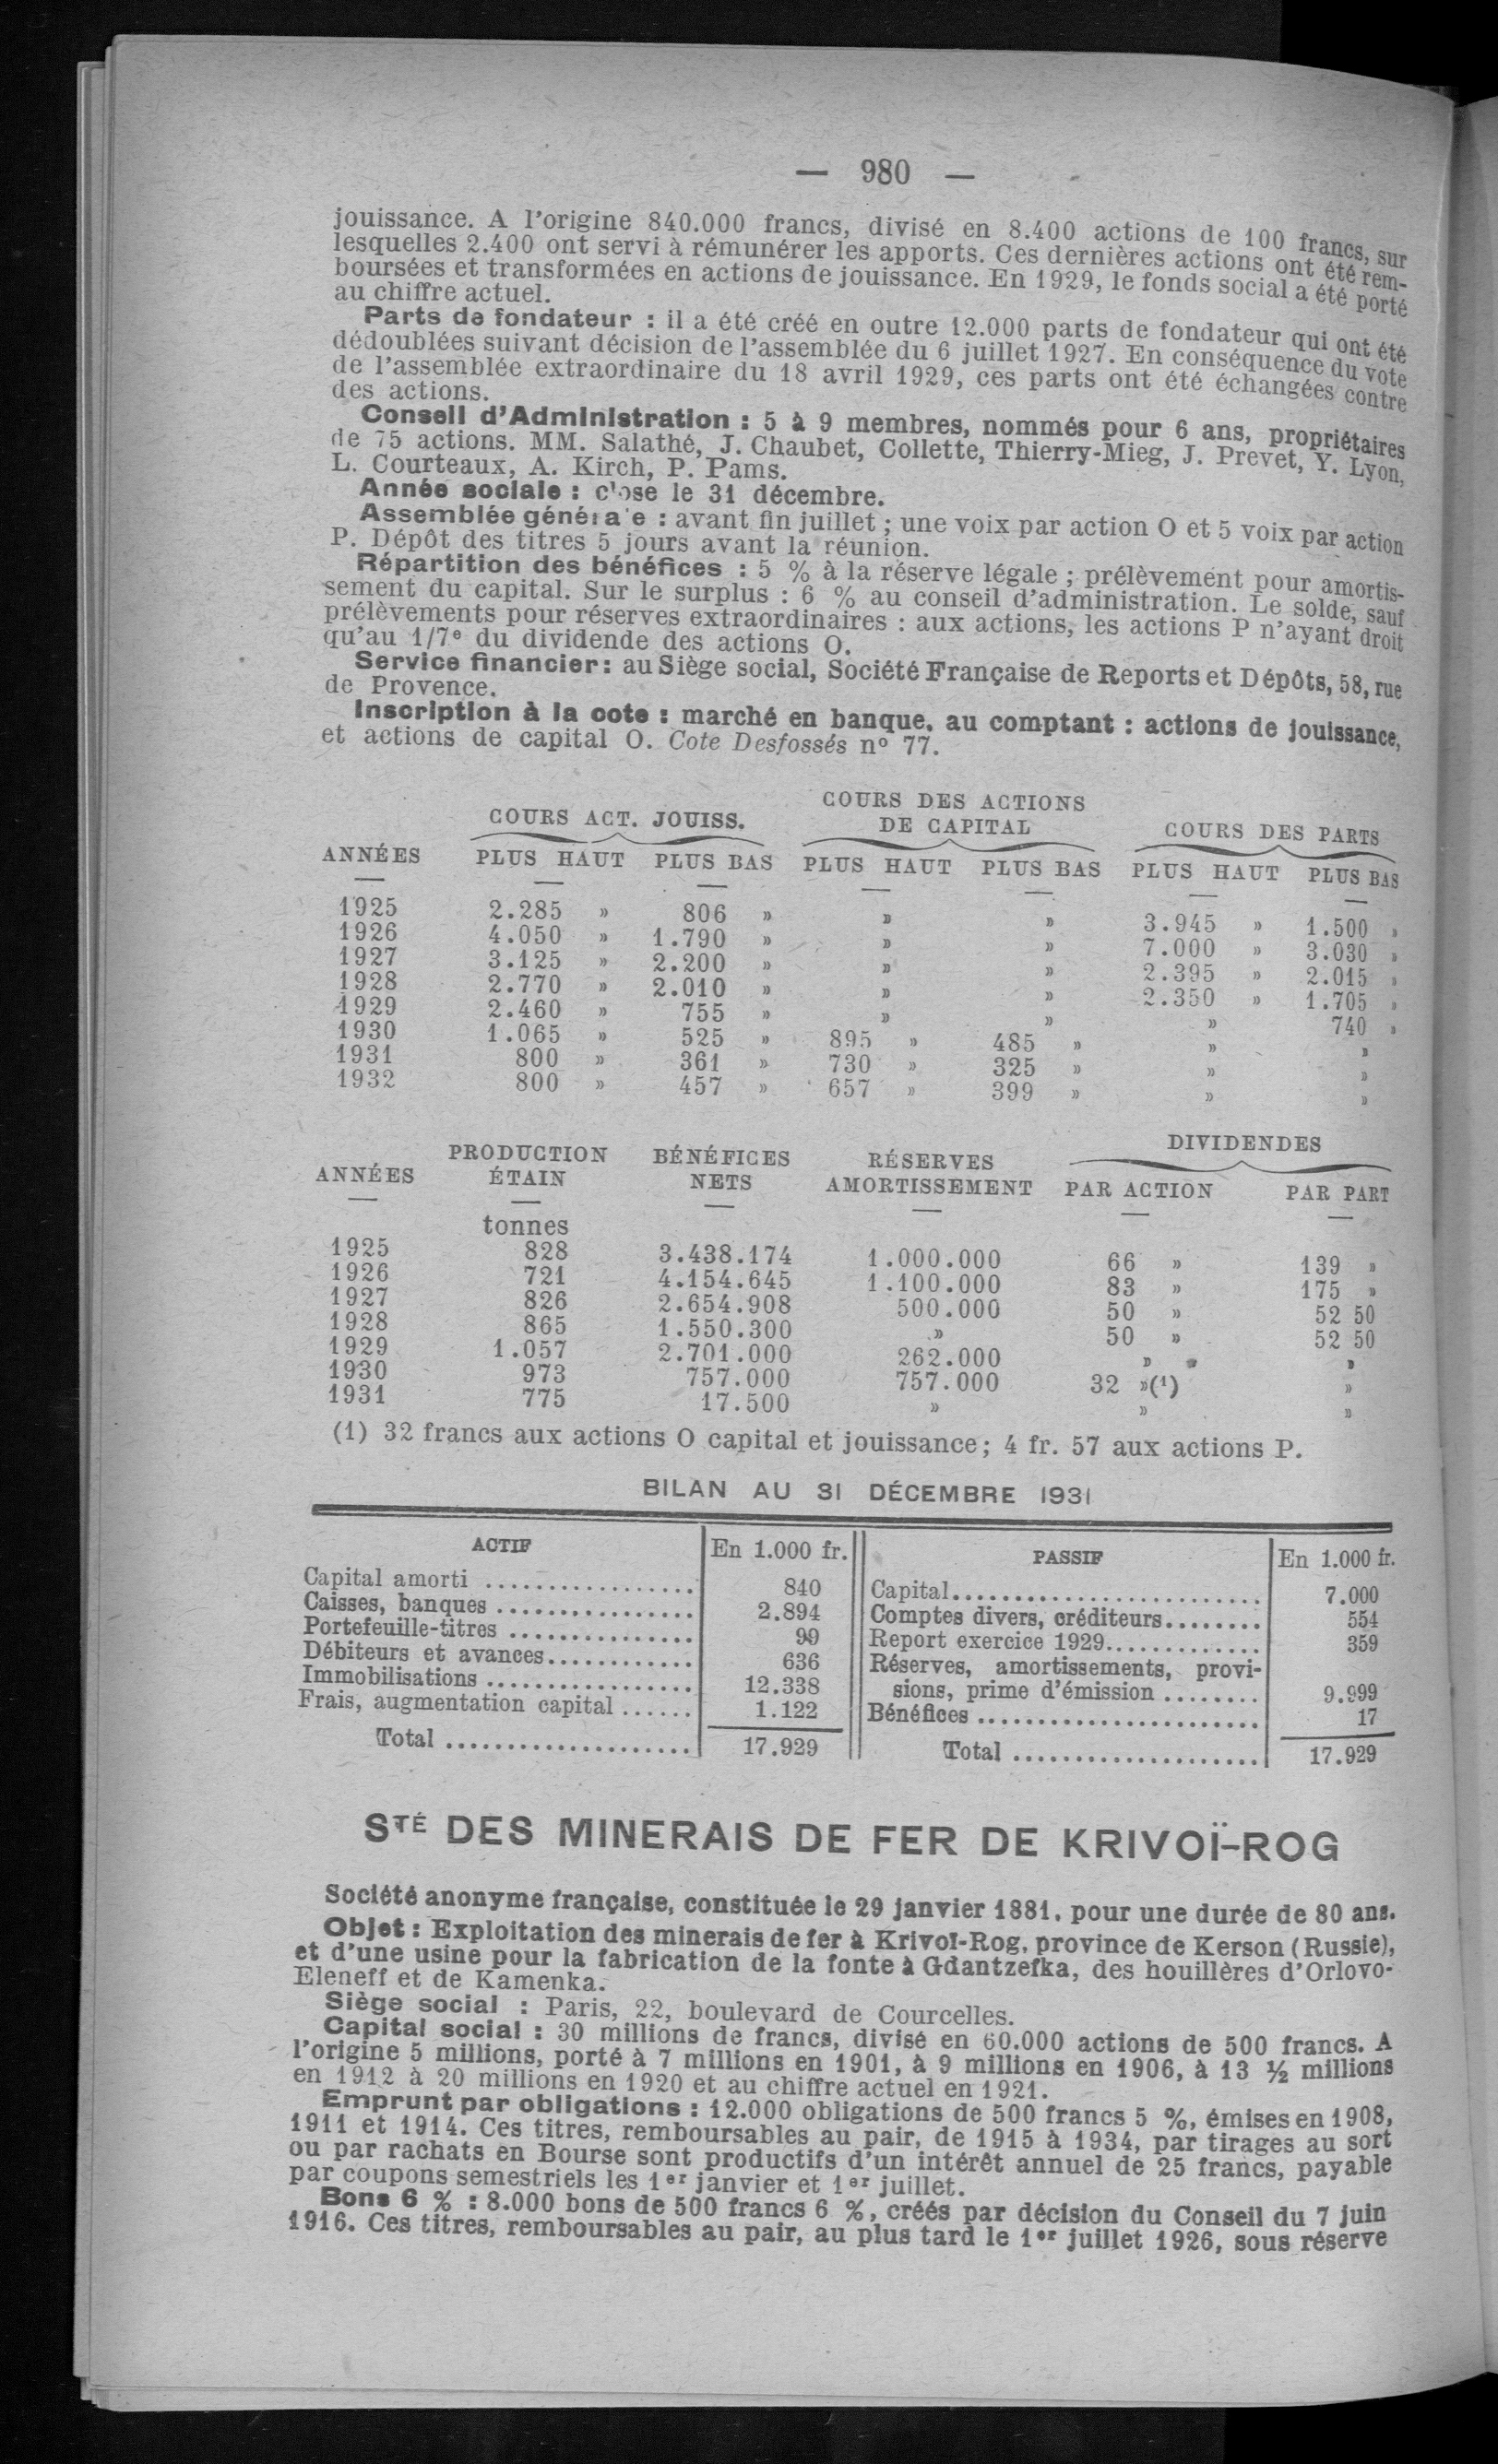 — 980 —
jouissance. A l'origine 840.000 francs, divisé en 8.400 actions de 100 francs, sur
lesquelles 2.400 ont servi à rémunérer les apports. Ces dernières actions ont été rem-
boursées et transformées en actions de jouissance. En 1929, le fonds social a été porté
au chiffre actuel.
Parts de fondateur : il a été créé en outre 12.000 parts de fondateur qui ont été
dédoublées suivant décision de l'assemblée du 6 juillet 1927. En conséquence du vote
de l'assemblée extraordinaire du 18 avril 1929, ces parts ont été échangées contre
des actions.
Conseil d'Administration : 5 à 9 membres, nommés pour 6 ans, propriétaires
de 75 actions. MM. Salathé, J. Chaubet, Collette, Thierry-Mieg, J. Prevet, Y. Lyon,
L. Courteaux, A. Kirch, P. Pams.
Année sociale : close le 31 décembre.
Assemblée générale : avant fin juillet ; une voix par action O et 5 voix par action
P. Dépôt des titres 5 jours avant la réunion.
Répartition des bénéfices : 5 % à la réserve légale ; prélèvement pour amortis-
sement du capital. Sur le surplus : 6 % au conseil d'administration. Le solde, sauf
prélèvements pour réserves extraordinaires : aux actions, les actions P n'ayant droit
qu'au 1/7e du dividende des actions O.
Service financier : au Siège social, Société Française de Reports et Dépôts, 58, rue
de Provence.
Inscription à la cote : marché en banque, au comptant : actions de jouissance,
et actions de capital O. Cote Desfossés n° 77.
COURS ACT. JOUISS. COURS DES ACTIONS DE CAPITAL COURS DES PARTS
ANNÉES PLUS HAUT PLUS BAS PLUS HAUT PLUS BAS PLUS HAUT PLUS BAS
1925 2.285 » 806 » » » 3.945 » 1.500 »
1926 4.050 » 1.790 » » » 7.000 » 3.030 »
1927 3.125 » 2.200 » » » 2.395 » 2.015 »
1928 2.770 » 2.010 » » » 2.350 » 1.705 »
1929 2.460 » 755 » » » » 740 »
1930 1.065 » 525 » 895 » 485 » » »
1931 800 » 361 » 730 » 325 » » »
1932 800 » 457 » 657 » 399 » » »
ANNÉES PRODUCTION ÉTAIN BÉNÉFICES NETS RÉSERVES AMORTISSEMENT DIVIDENDES PAR ACTION PAR PART
tonnes
1925 828 3.438.174 1.000.000 66 » 139 »
1926 721 4.154.645 1.100.000 83 » 175 »
1927 826 2.654.908 500.000 50 » 52 50
1928 865 1.550.300 » 50 » 52 50
1929 1.057 2.701.000 262.000 » » »
1930 973 757.000 757.000 32 »(1) »
1931 775 17.500 » » »
(1) 32 francs aux actions O capital et jouissance ; 4 fr. 57 aux actions P.
BILAN AU 31 DÉCEMBRE 1931
ACTIF En 1.000 fr. PASSIF En 1.000 fr.
Capital amorti ................. 840 Capital......................... 7.000
Caisses, banques ................ 2.894 Comptes divers, créditeurs........ 554
Portefeuille-titres ............... 99 Report exercice 1929............. 359
Débiteurs et avances............ 636 Réserves, amortissements, provi-
Immobilisations ................. 12.338 sions, prime d'émission ........ 9.999
Frais, augmentation capital ...... 1.122 Bénéfices ....................... 17
Total .................... 17.929 Total .................... 17.929
STÉ DES MINERAIS DE FER DE KRIVOÏ-ROG
Société anonyme française, constituée le 29 janvier 1881, pour une durée de 80 ans.
Objet : Exploitation des minerais de fer à Krivoï-Rog, province de Kerson (Russie),
et d'une usine pour la fabrication de la fonte à Gdantzefka, des houillères d'Orlovo-
Eleneff et de Kamenka.
Siège social : Paris, 22, boulevard de Courcelles.
Capital social : 30 millions de francs, divisé en 60.000 actions de 500 francs. A
l'origine 5 millions, porté à 7 millions en 1901, à 9 millions en 1906, à 13 ½ millions
en 1912 à 20 millions en 1920 et au chiffre actuel en 1921.
Emprunt par obligations : 12.000 obligations de 500 francs 5 %, émises en 1908,
1911 et 1914. Ces titres, remboursables au pair, de 1915 à 1934, par tirages au sort
ou par rachats en Bourse sont productifs d'un intérêt annuel de 25 francs, payable
par coupons semestriels les 1er janvier et 1er juillet.
Bons 6 % : 8.000 bons de 500 francs 6 %, créés par décision du Conseil du 7 juin
1916. Ces titres, remboursables au pair, au plus tard le 1er juillet 1926, sous réserve